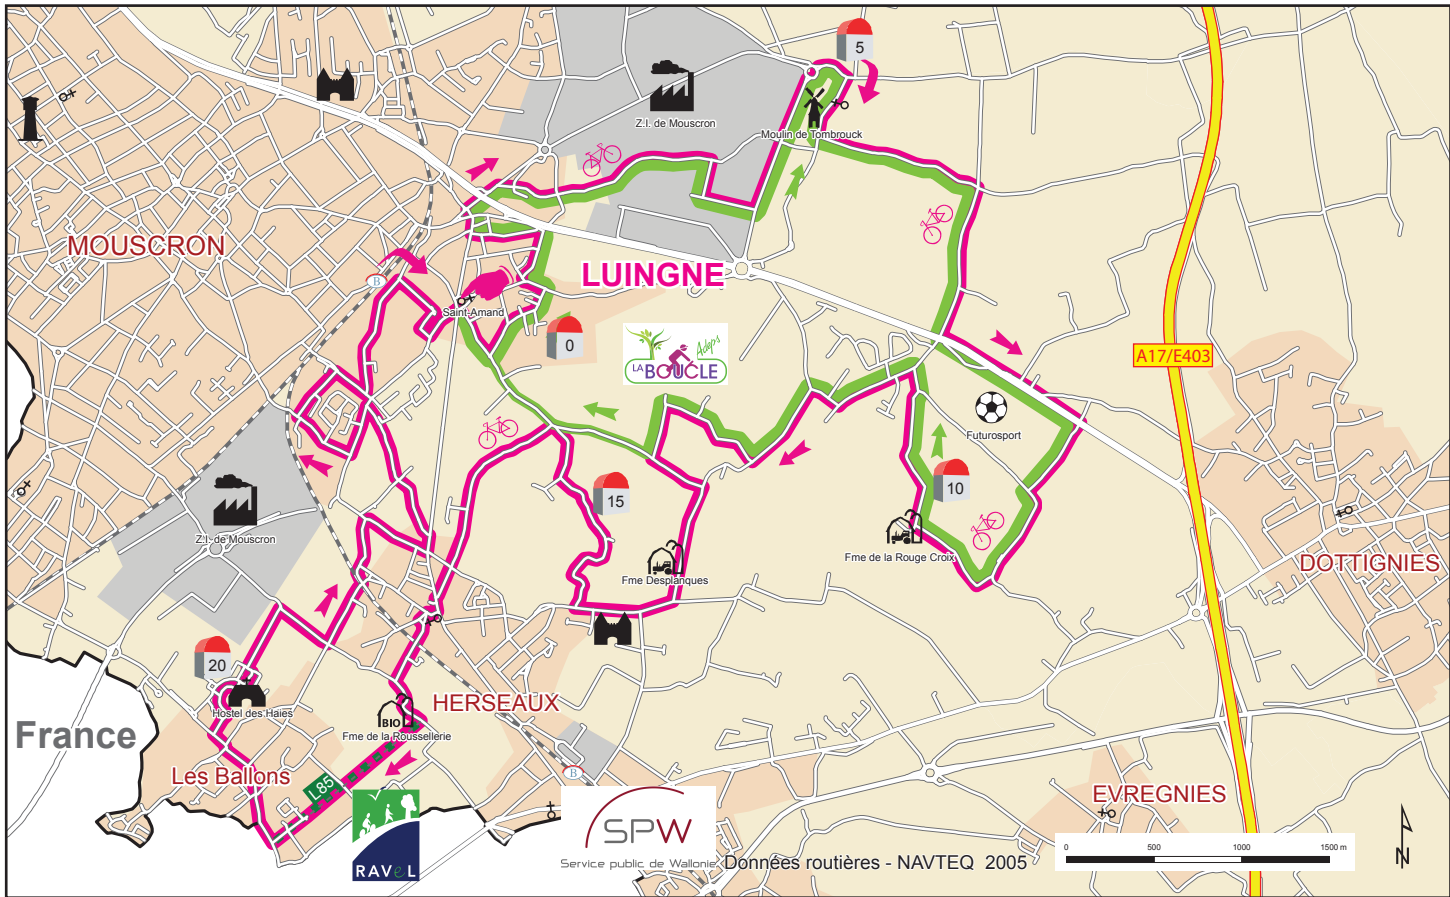 5
Z.I. de Mouscron
Moulin de Tombrouck
MOUSCRON
LUINGNE
B
Saint-Amand
0
Adeps
LA BOUCLE
A17/E403
Futurosport
10
15
Z.I. de Mouscron
Fme de la Rouge Croix
Fme Desplanques
DOTTIGNIES
20
Hostel des Haies
HERSEAUX
BIO
Fme de la Roussellerie
France
Les Ballons
L85
B
RAVeL
SPW
Service public de Wallonie
Données routières - NAVTEQ 2005
EVREGNIES
0 500 1000 1500 m
N